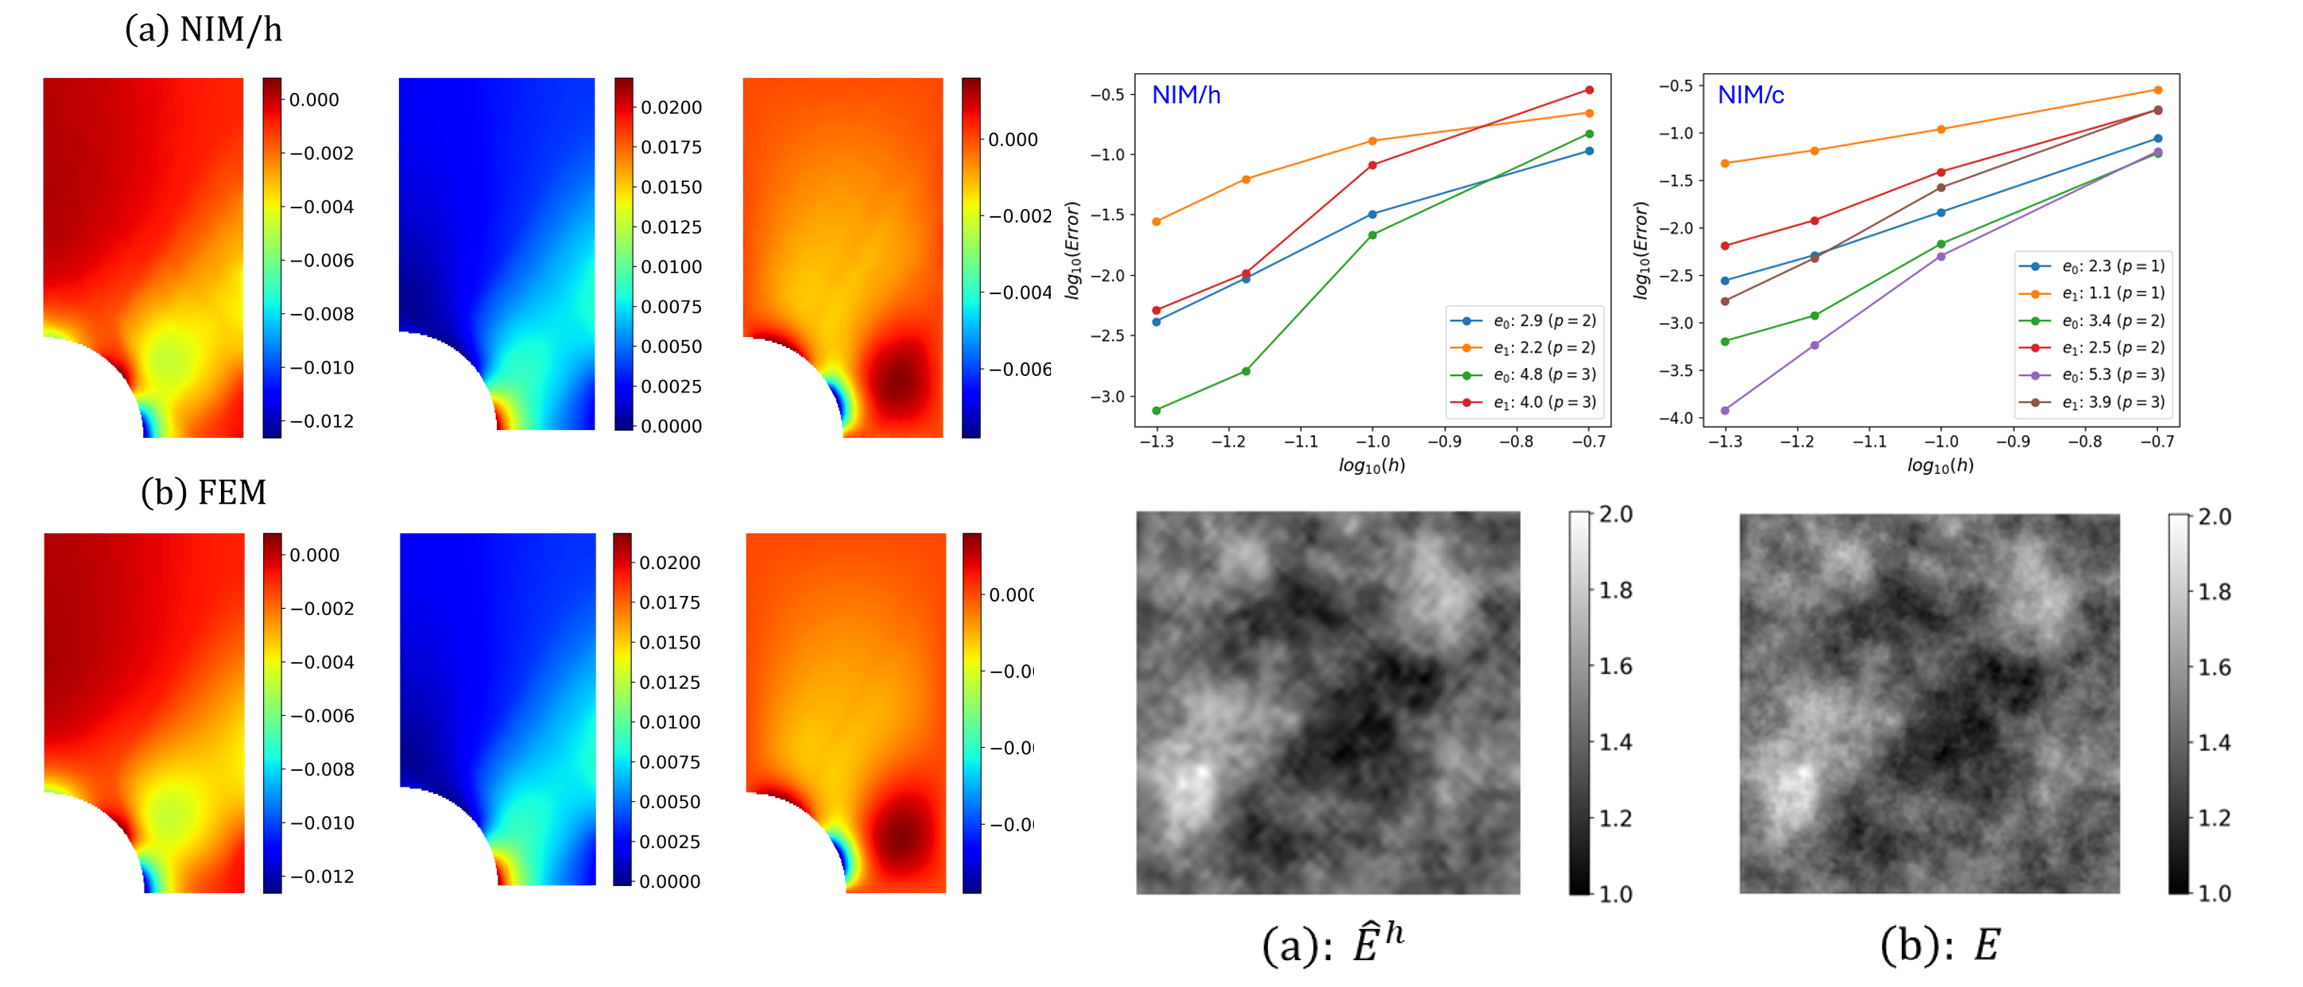 (a) NIM/h
0.000
−0.002
−0.004
−0.006
−0.008
−0.010
−0.012
0.0200
0.0175
0.0150
0.0125
0.0100
0.0075
0.0050
0.0025
0.0000
0.000
−0.002
−0.004
−0.006
(b) FEM
0.000
−0.002
−0.004
−0.006
−0.008
−0.010
−0.012
0.0200
0.0175
0.0150
0.0125
0.0100
0.0075
0.0050
0.0025
0.0000
NIM/h
log₁₀(Error)
−0.5
−1.0
−1.5
−2.0
−2.5
−3.0
e₀: 2.9 (p = 2)
e₁: 2.2 (p = 2)
e₀: 4.8 (p = 3)
e₁: 4.0 (p = 3)
−1.3 −1.2 −1.1 −1.0 −0.9 −0.8 −0.7
log₁₀(h)
NIM/c
log₁₀(Error)
−0.5
−1.0
−1.5
−2.0
−2.5
−3.0
−3.5
−4.0
e₀: 2.3 (p = 1)
e₁: 1.1 (p = 1)
e₀: 3.4 (p = 2)
e₁: 2.5 (p = 2)
e₀: 5.3 (p = 3)
e₁: 3.9 (p = 3)
−1.3 −1.2 −1.1 −1.0 −0.9 −0.8 −0.7
log₁₀(h)
2.0
1.8
1.6
1.4
1.2
1.0
(a): Ê^h
2.0
1.8
1.6
1.4
1.2
1.0
(b): E